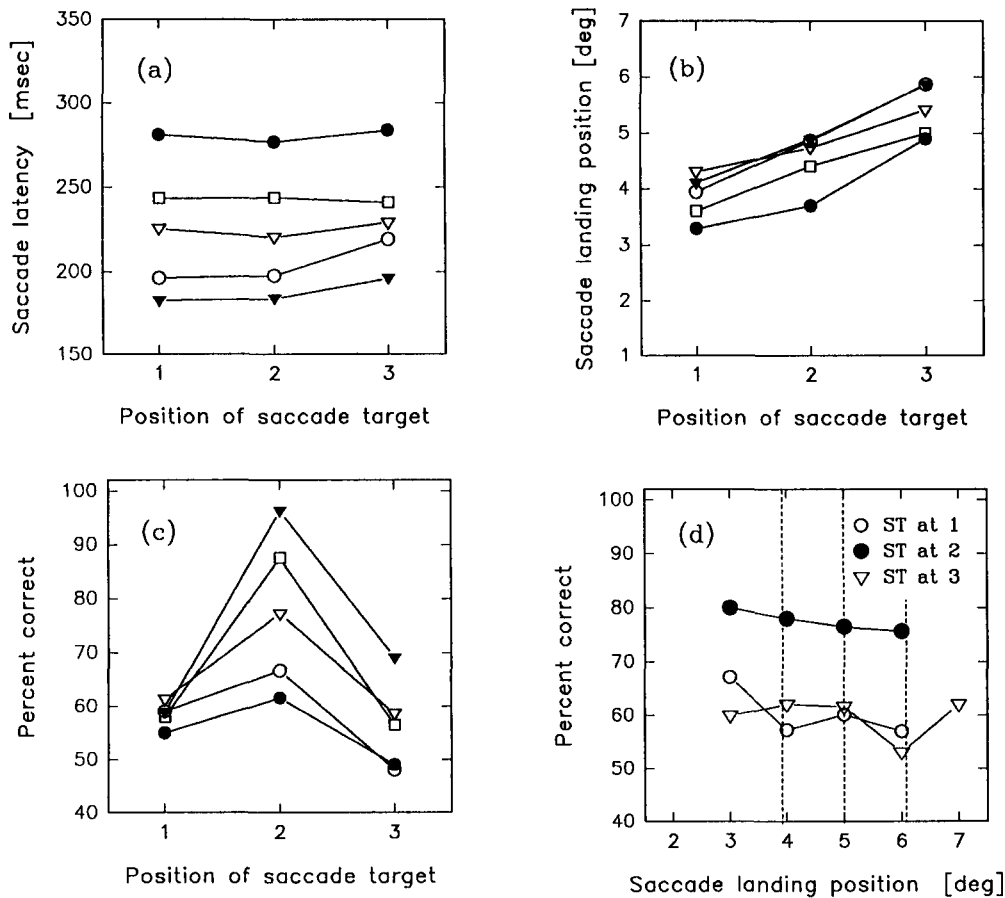 Saccade latency [msec]
350
300
250
200
150
(a)
1 2 3
Position of saccade target
Saccade landing position [deg]
7
6
5
4
3
2
1
(b)
1 2 3
Position of saccade target
Percent correct
100
90
80
70
60
50
40
(c)
1 2 3
Position of saccade target
Percent correct
100
90
80
70
60
50
40
(d)
ST at 1
ST at 2
ST at 3
2 3 4 5 6 7
Saccade landing position [deg]